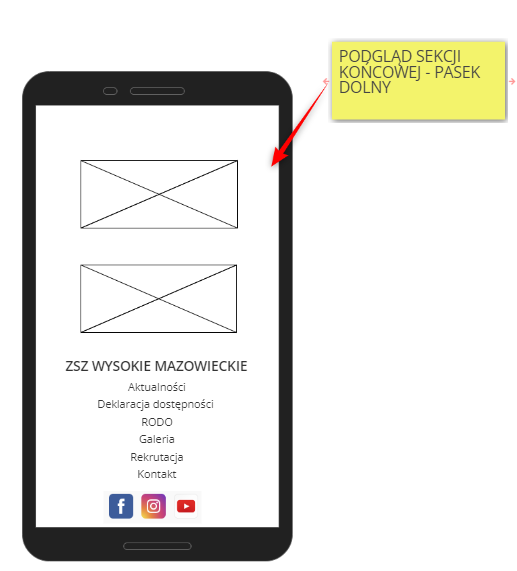 PODGLĄD SEKCJI
KOŃCOWEJ - PASEK
DOLNY
ZSZ WYSOKIE MAZOWIECKIE
Aktualności
Deklaracja dostępności
RODO
Galeria
Rekrutacja
Kontakt